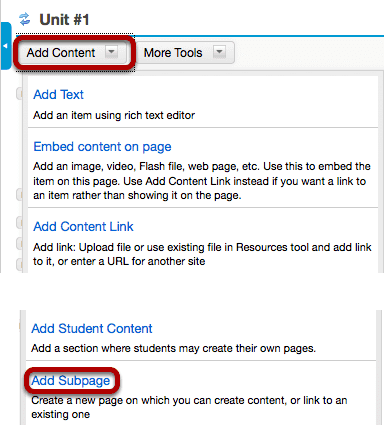 Unit #1
Add Content More Tools
Add Text
Add an item using rich text editor
Embed content on page
Add an image, video, Flash file, web page, etc. Use this to embed the
item on this page. Use Add Content Link instead if you want a link to
an item rather than showing it on the page.
Add Content Link
Add link: Upload file or use existing file in Resources tool and add link
to it, or enter a URL for another site
Add Student Content
Add a section where students may create their own pages.
Add Subpage
Create a new page on which you can create content, or link to an
existing one